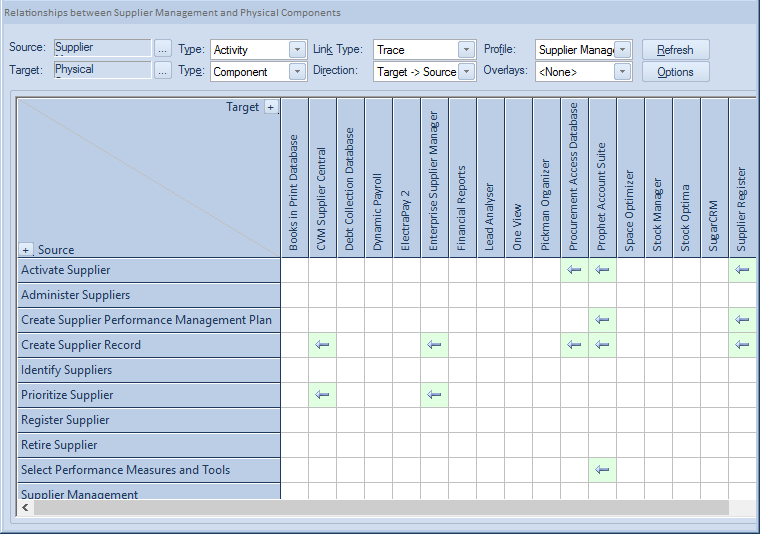 Relationships between Supplier Management and Physical Components
Source: Supplier ... Type: Activity Link Type: Trace Profile: Supplier Manag Refresh
Target: Physical ... Type: Component Direction: Target -> Source Overlays: <None> Options
Target +
+ Source
Books in Print Database
CVM Supplier Central
Debt Collection Database
Dynamic Payroll
ElectraPay 2
Enterprise Supplier Manager
Financial Reports
Lead Analyser
One View
Pickman Organizer
Procurement Access Database
Prophet Account Suite
Space Optimizer
Stock Manager
Stock Optima
SugarCRM
Supplier Register
Activate Supplier
Administer Suppliers
Create Supplier Performance Management Plan
Create Supplier Record
Identify Suppliers
Prioritize Supplier
Register Supplier
Retire Supplier
Select Performance Measures and Tools
Supplier Management